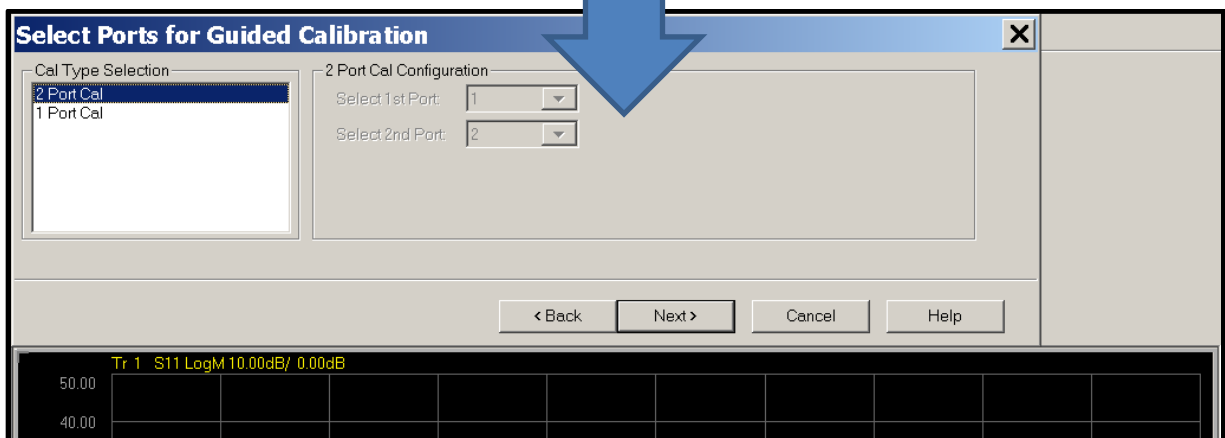 Select Ports for Guided Calibration
Cal Type Selection
2 Port Cal
1 Port Cal
2 Port Cal Configuration
Select 1st Port: 1
Select 2nd Port: 2
< Back Next > Cancel Help
Tr 1 S11 LogM 10.00dB/ 0.00dB
50.00
40.00